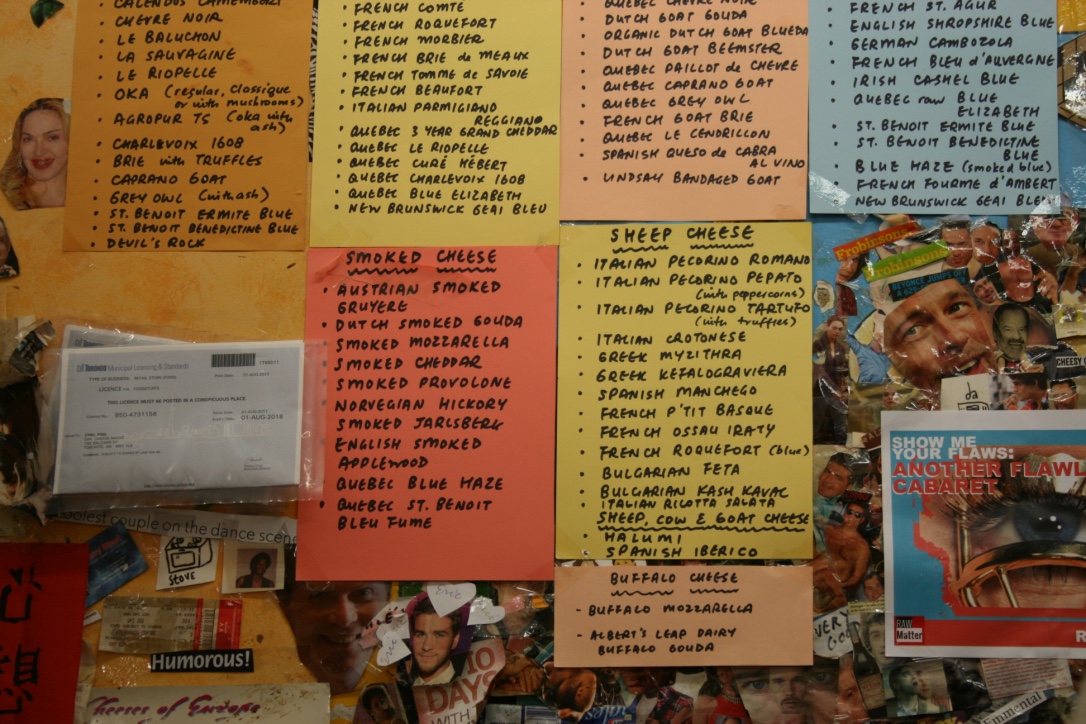 CALENDOS CAMEMBERT
CHEVRE NOIR
LE BALUCHON
LA SAUVAGINE
LE RIOPELLE
OKA (regular, classique
or with mushrooms)
AGROPUR T5 (oka with
ash)
CHARLEVOIX 1608
BRIE with TRUFFLES
CAPRANO GOAT
GREY OWL (with ash)
ST. BENOIT ERMITE BLUE
ST. BENOIT BENEDICTINE BLUE
DEVIL'S ROCK
FRENCH COMTÉ
FRENCH ROQUEFORT
FRENCH MORBIER
FRENCH BRIE de MEAUX
FRENCH TOMME de SAVOIE
FRENCH BEAUFORT
ITALIAN PARMIGIANO
REGGIANO
QUEBEC 3 YEAR GRAND CHEDDAR
QUEBEC LE RIOPELLE
QUEBEC CURÉ HÉBERT
QUEBEC CHARLEVOIX 1608
QUEBEC BLUE ELIZABETH
NEW BRUNSWICK GEAI BLEU
QUEBEC CHEVRE NOIR
DUTCH GOAT GOUDA
ORGANIC DUTCH GOAT BLUEDA
DUTCH GOAT BEEMSTER
QUEBEC PAILLOT de CHEVRE
QUEBEC CAPRANO GOAT
QUEBEC GREY OWL
FRENCH GOAT BRIE
QUEBEC LE CENDRILLON
SPANISH QUESO de CABRA
AL VINO
LINDSAY BANDAGED GOAT
FRENCH ST. AGUR
ENGLISH SHROPSHIRE BLUE
GERMAN CAMBOZOLA
FRENCH BLEU d'AUVERGNE
IRISH CASHEL BLUE
QUEBEC raw BLUE
ELIZABETH
ST. BENOIT ERMITE BLUE
ST. BENOIT BENEDICTINE
BLUE
BLUE HAZE (smoked blue)
FRENCH FOURME d'AMBERT
NEW BRUNSWICK GEAI BLEU
SMOKED CHEESE
AUSTRIAN SMOKED
GRUYERE
DUTCH SMOKED GOUDA
SMOKED MOZZARELLA
SMOKED CHEDDAR
SMOKED PROVOLONE
NORWEGIAN HICKORY
SMOKED JARLSBERG
ENGLISH SMOKED
APPLEWOOD
QUEBEC BLUE HAZE
QUEBEC ST. BENOIT
BLEU FUME
SHEEP CHEESE
ITALIAN PECORINO ROMANO
ITALIAN PECORINO PEPATO
(with peppercorns)
ITALIAN PECORINO TARTUFO
(with truffles)
ITALIAN CROTONESE
GREEK MYZITHRA
GREEK KEFALOGRAVIERA
SPANISH MANCHEGO
FRENCH P'TIT BASQUE
FRENCH OSSAU IRATY
FRENCH ROQUEFORT (blue)
BULGARIAN FETA
BULGARIAN KASH KAVAL
ITALIAN RICOTTA SALATA
SHEEP, COW & GOAT CHEESE
HALUMI
SPANISH IBERICO
BUFFALO CHEESE
- BUFFALO MOZZARELLA
- ALBERT'S LEAP DAIRY
BUFFALO GOUDA
Toronto Municipal Licensing & Standards
THIS LICENCE MUST BE POSTED IN A CONSPICUOUS PLACE
01-AUG-2018
coolest couple on the dance scene
STOVE
Humorous!
Cheeses of Europe
Frobinsons
Frobinsons
CHEESY
da
SHOW ME
YOUR FLAWS:
ANOTHER FLAWL
CABARET
RAW
Matter
VERY
10
DAYS
WITH